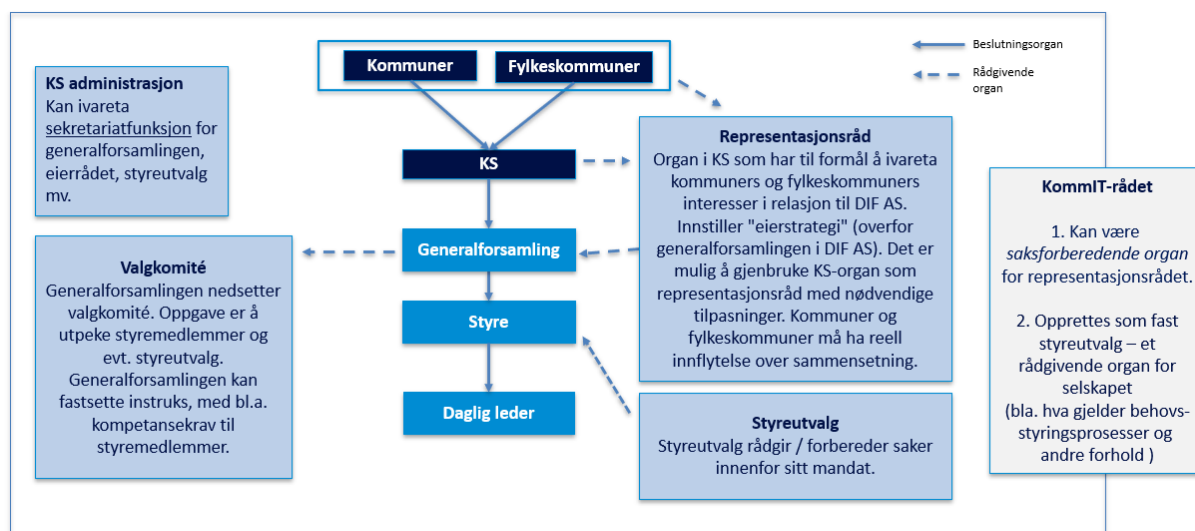 Kommuner
Fylkeskommuner
Beslutningsorgan
Rådgivende
organ
KS administrasjon
Kan ivareta
sekretariatfunksjon for
generalforsamlingen,
eierrådet, styreutvalg
mv.
KS
Generalforsamling
Styre
Daglig leder
Valgkomité
Generalforsamlingen nedsetter
valgkomité. Oppgave er å
utpeke styremedlemmer og
evt. styreutvalg.
Generalforsamlingen kan
fastsette instruks, med bl.a.
kompetansekrav til
styremedlemmer.
Representasjonsråd
Organ i KS som har til formål å ivareta
kommuners og fylkeskommuners
interesser i relasjon til DIF AS.
Innstiller "eierstrategi" (overfor
generalforsamlingen i DIF AS). Det er
mulig å gjenbruke KS-organ som
representasjonsråd med nødvendige
tilpasninger. Kommuner og
fylkeskommuner må ha reell
innflytelse over sammensetning.
Styreutvalg
Styreutvalg rådgir / forbereder saker
innenfor sitt mandat.
KommIT-rådet
1. Kan være
saksforberedende organ
for representasjonsrådet.
2. Opprettes som fast
styreutvalg – et
rådgivende organ for
selskapet
(bla. hva gjelder behovs-
styringsprosesser og
andre forhold )